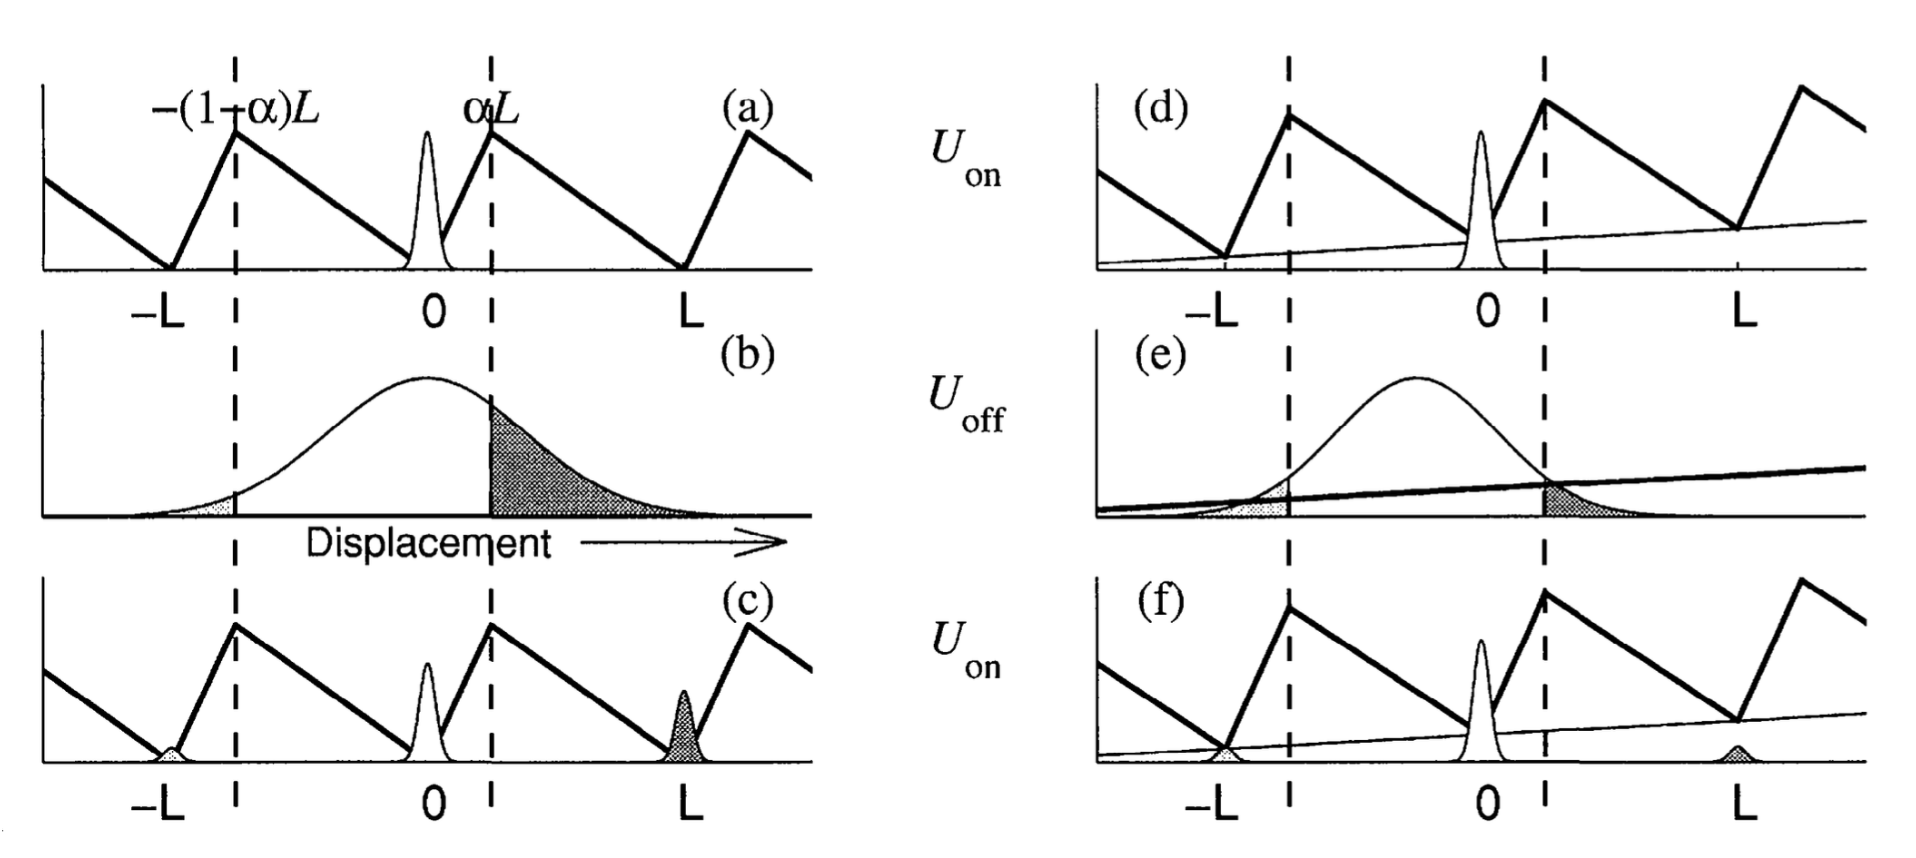 −(1−α)L αL (a) (d)
U
on
−L 0 L −L 0 L
(b) (e)
U
off
Displacement
(c) (f)
U
on
−L 0 L −L 0 L